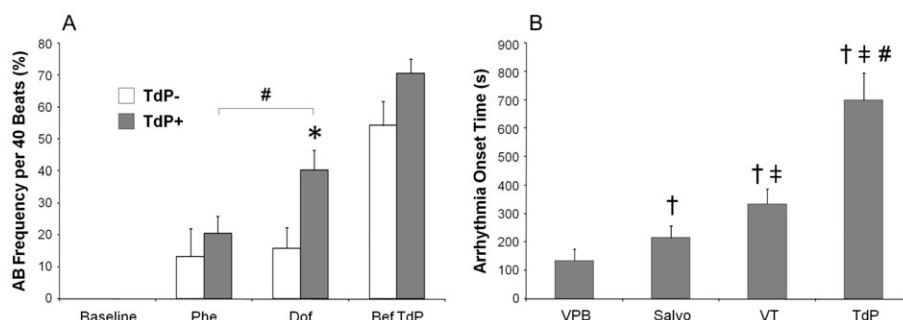 A
AB Frequency per 40 Beats (%)
80
70
60
50
40
30
20
10
0
TdP-
TdP+
#
*
Baseline Phe Dof Bef TdP
B
Arrhythmia Onset Time (s)
900
800
700
600
500
400
300
200
100
0
†
† ‡
† ‡ #
VPB Salvo VT TdP